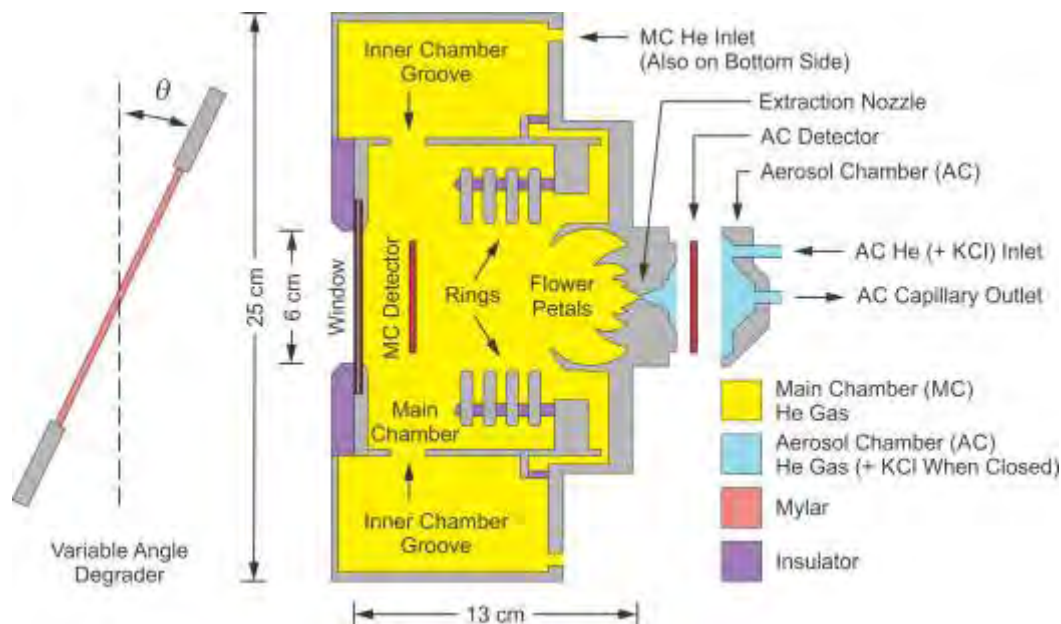 Inner Chamber
Groove
MC He Inlet
(Also on Bottom Side)
Extraction Nozzle
AC Detector
Aerosol Chamber (AC)
θ
25 cm
6 cm
Window
MC Detector
Rings
Flower
Petals
AC He (+ KCl) Inlet
AC Capillary Outlet
Main
Chamber
Main Chamber (MC)
He Gas
Aerosol Chamber (AC)
He Gas (+ KCl When Closed)
Mylar
Insulator
Inner Chamber
Groove
Variable Angle
Degrader
13 cm